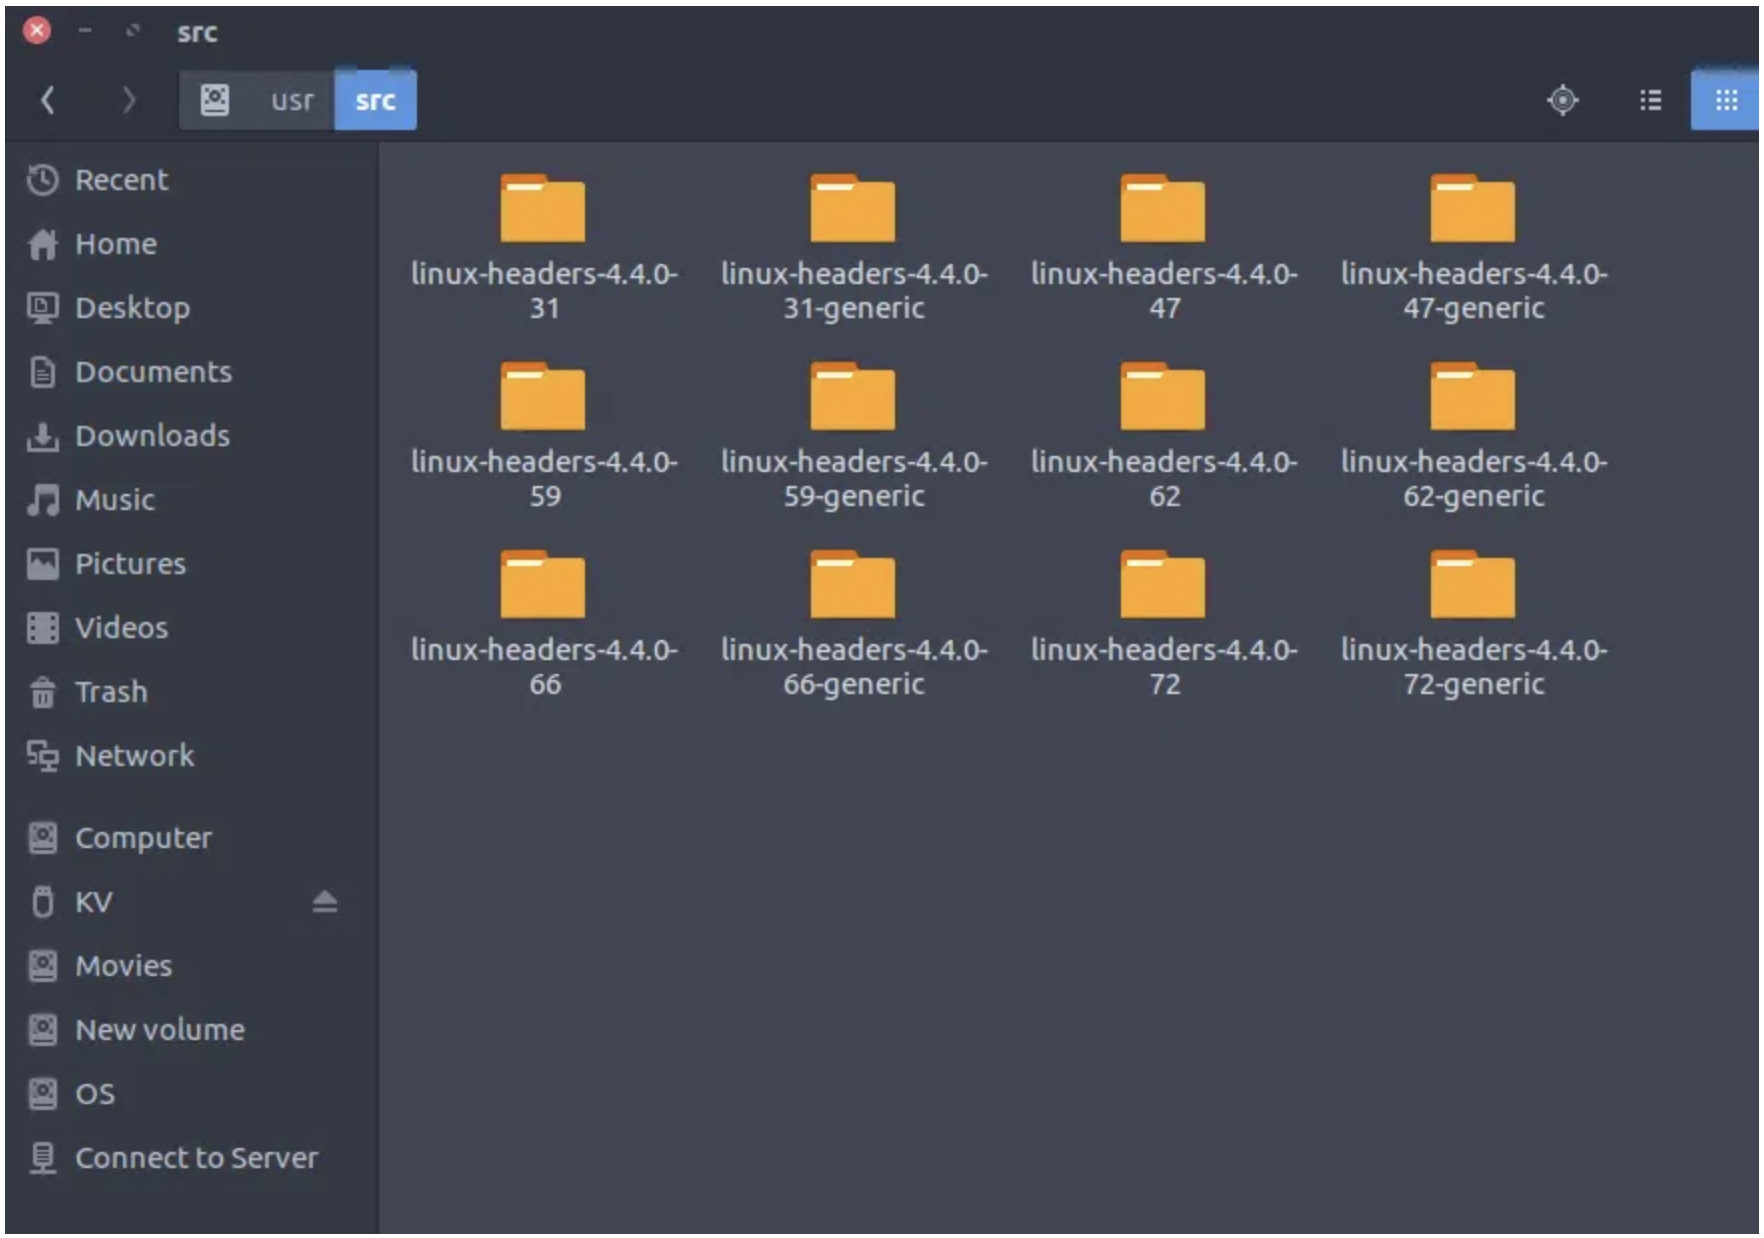 src
usr
src
Recent
Home
Desktop
Documents
Downloads
Music
Pictures
Videos
Trash
Network
Computer
KV
Movies
New volume
OS
Connect to Server
linux-headers-4.4.0-
31
linux-headers-4.4.0-
31-generic
linux-headers-4.4.0-
47
linux-headers-4.4.0-
47-generic
linux-headers-4.4.0-
59
linux-headers-4.4.0-
59-generic
linux-headers-4.4.0-
62
linux-headers-4.4.0-
62-generic
linux-headers-4.4.0-
66
linux-headers-4.4.0-
66-generic
linux-headers-4.4.0-
72
linux-headers-4.4.0-
72-generic